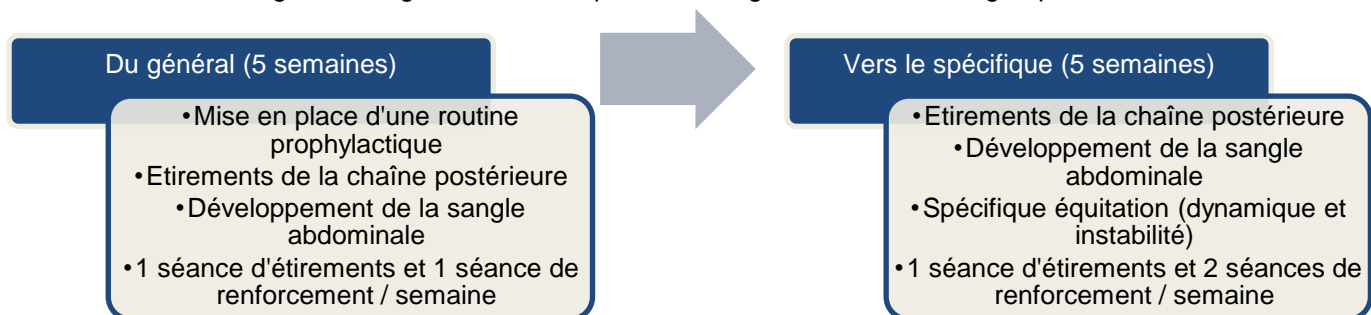 Du général (5 semaines)
•Mise en place d'une routine
prophylactique
•Etirements de la chaîne postérieure
•Développement de la sangle
abdominale
•1 séance d'étirements et 1 séance de
renforcement / semaine
Vers le spécifique (5 semaines)
•Etirements de la chaîne postérieure
•Développement de la sangle
abdominale
•Spécifique équitation (dynamique et
instabilité)
•1 séance d'étirements et 2 séances de
renforcement / semaine